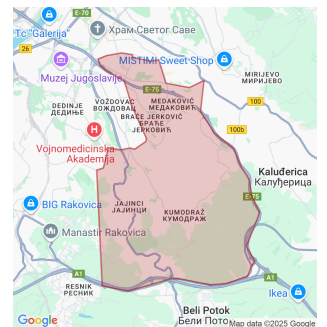 E-70
Храм Светог Саве
Tc "Galerija
26
MISTIMI Sweet Shop
Muzej Jugoslavije
MIRIJEVO
МИРИЈЕВО
E-75
DEDINJE
ДЕДИЊЕ
VOŽDOVAC
ВОЖДОВАЦ
MEDAKOVIĆ
МЕДАКОВИЋ
100
BRAĆE JERKOVIĆ
БРАЋЕ
ЈЕРКОВИЋ
100b
Vojnomedicinska
Akademija
Kaluđerica
Калуђерица
E-75
BIG Rakovica
JAJINCI
ЈАЈИНЦИ
KUMODRAŽ
КУМОДРАЖ
Manastir Rakovica
A1
RESNIK
РЕСНИК
A1
Ikea
Beli Potok
Бели Пото
Google
Map data ©2025 Google